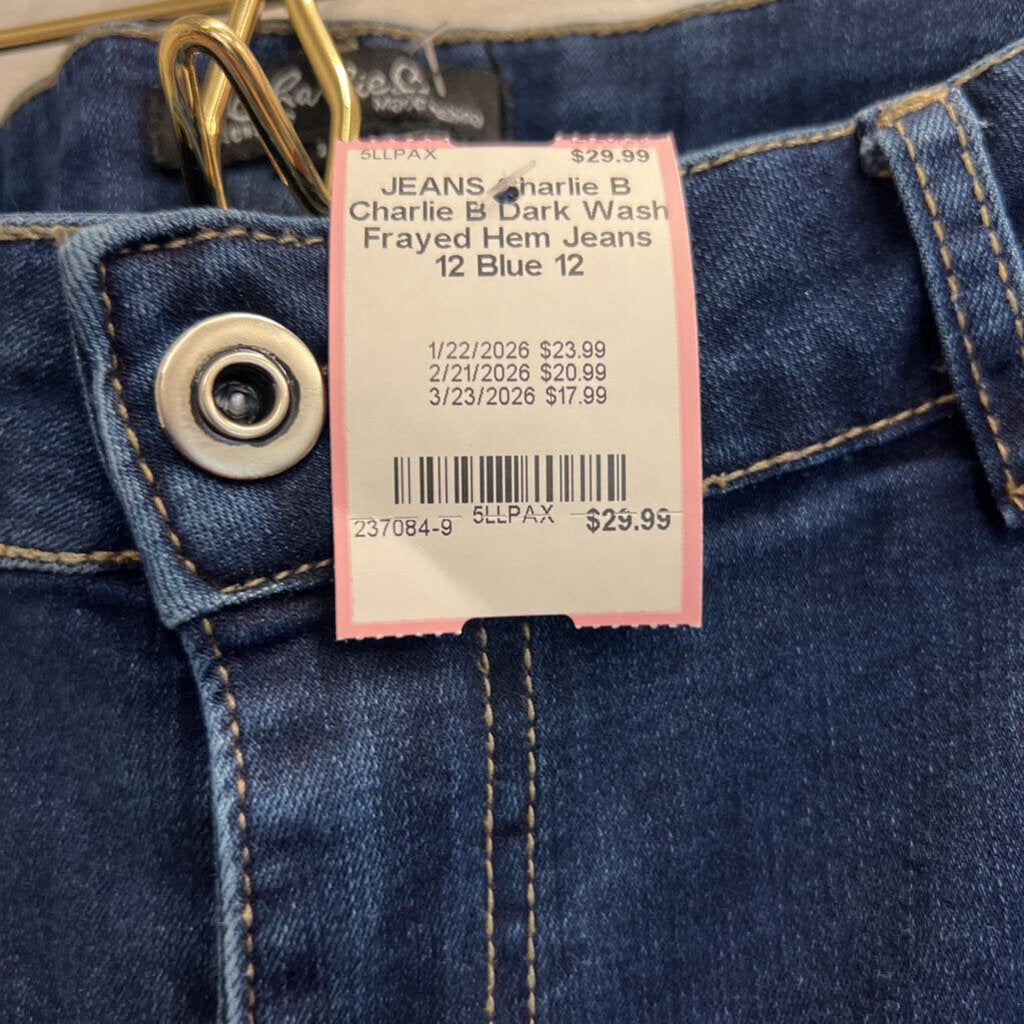 5LLPAX $29.99
JEANS Charlie B
Charlie B Dark Wash
Frayed Hem Jeans
12 Blue 12
1/22/2026 $23.99
2/21/2026 $20.99
3/23/2026 $17.99
237084-9 5LLPAX $29.99